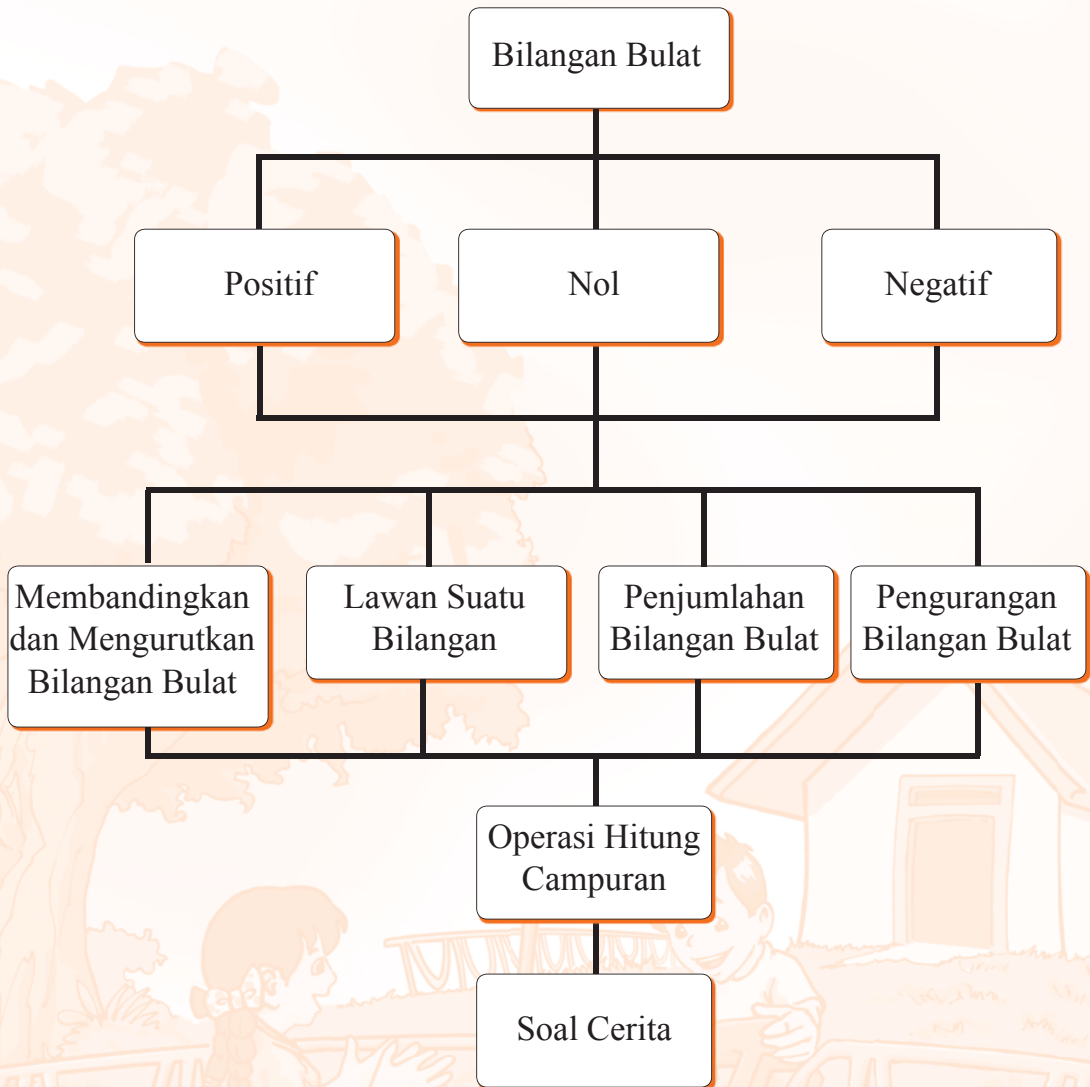 Bilangan Bulat
Positif
Nol
Negatif
Membandingkan
dan Mengurutkan
Bilangan Bulat
Lawan Suatu
Bilangan
Penjumlahan
Bilangan Bulat
Pengurangan
Bilangan Bulat
Operasi Hitung
Campuran
Soal Cerita